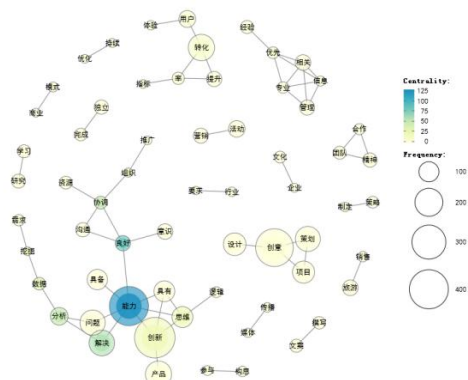 体验
用户
转化
率
指标
提升
持续
优化
经验
优先
相关
信息
专业
管理
模式
商业
独立
完成
营销
活动
合作
团队
精神
学习
研究
推广
组织
资源
协调
沟通
良好
意识
文化
企业
要求
行业
制定
策略
需求
挖掘
数据
分析
具备
能力
具有
逻辑
思维
问题
解决
创新
产品
设计
创意
策划
项目
销售
旅游
传播
媒体
撰写
文案
参与
构思
Centrality:
125
100
75
50
25
0
Frequency:
100
200
300
400